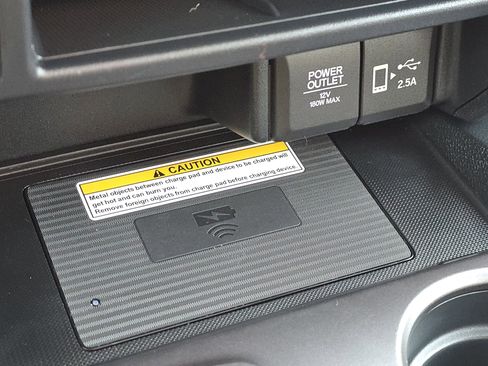 POWER
OUTLET
12V
180W MAX
2.5A
CAUTION
Metal objects between charge pad and device to be charged will
get hot and can burn you.
Remove foreign objects from charge pad before charging device